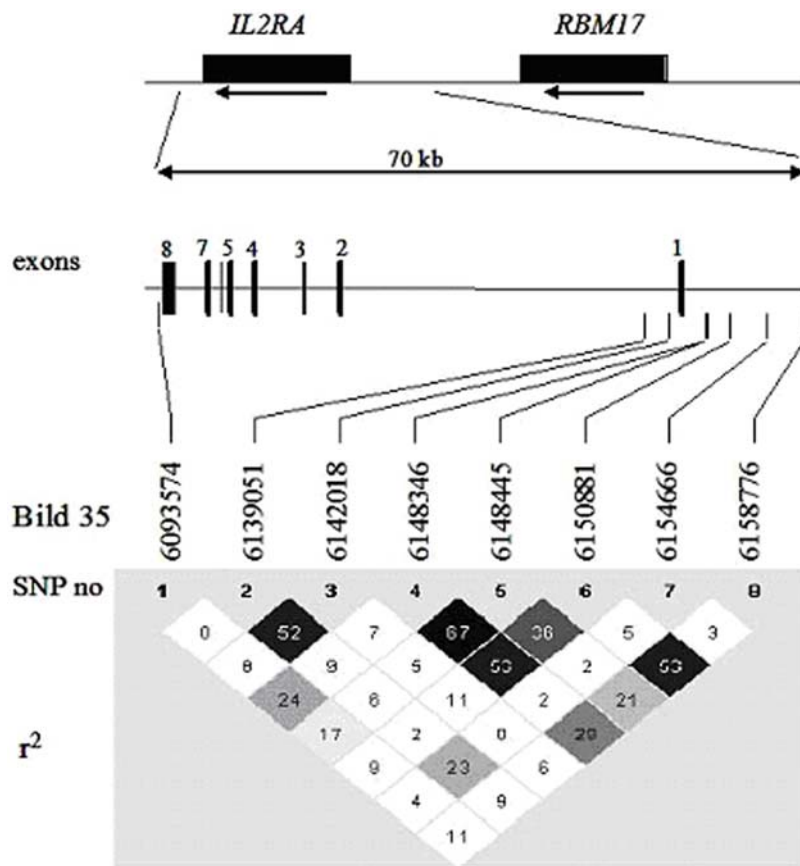 IL2RA RBM17
70 kb
exons 8 7 5 4 3 2 1
Bild 35 6093574 6139051 6142018 6148346 6148445 6150881 6154666 6158776
SNP no 1 2 3 4 5 6 7 8
0 52 7 67 36 5 3
8 9 5 53 2 53
24 6 11 2 21
r² 17 2 0
9 23 6
4 9
11